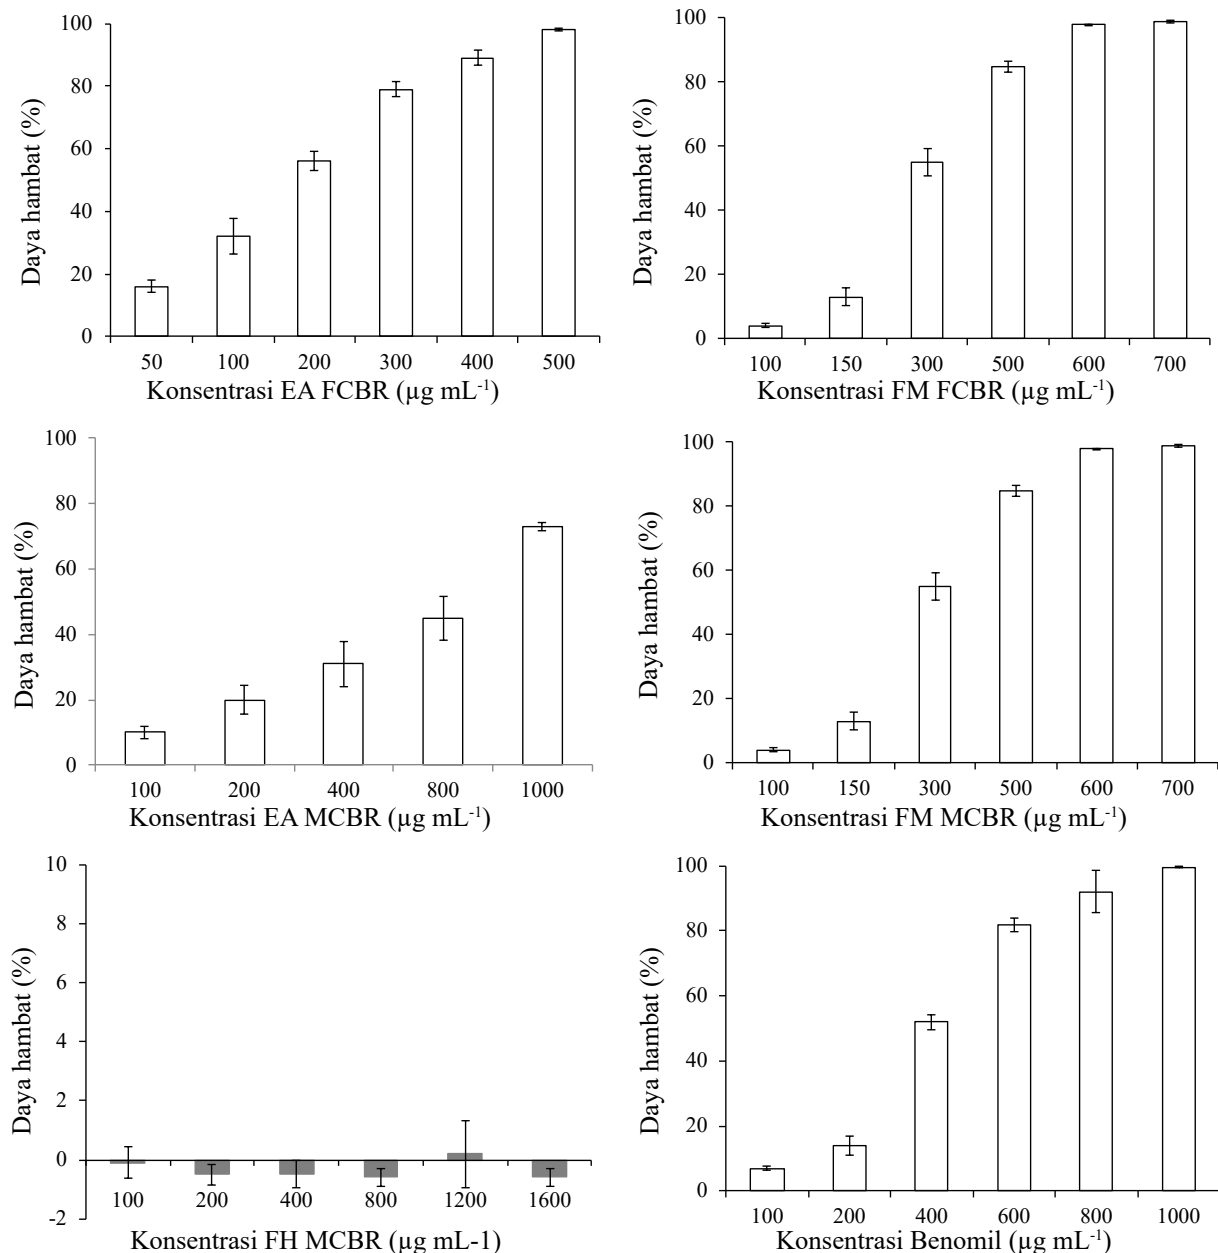 100
80
60
40
20
0
Daya hambat (%)
50 100 200 300 400 500
Konsentrasi EA FCBR (µg mL⁻¹)
100
80
60
40
20
0
Daya hambat (%)
100 150 300 500 600 700
Konsentrasi FM FCBR (µg mL⁻¹)
100
80
60
40
20
0
Daya hambat (%)
100 200 400 800 1000
Konsentrasi EA MCBR (µg mL⁻¹)
100
80
60
40
20
0
Daya hambat (%)
100 150 300 500 600 700
Konsentrasi FM MCBR (µg mL⁻¹)
10
8
6
4
2
0
-2
Daya hambat (%)
100 200 400 800 1200 1600
Konsentrasi FH MCBR (µg mL-1)
100
80
60
40
20
0
Daya hambat (%)
100 200 400 600 800 1000
Konsentrasi Benomil (µg mL⁻¹)